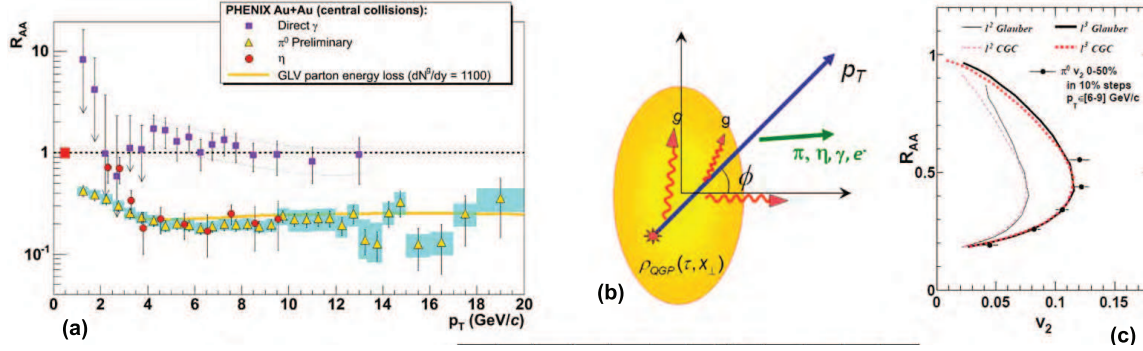 PHENIX Au+Au (central collisions):
Direct γ
π⁰ Preliminary
η
GLV parton energy loss (dNᵍ/dy = 1100)
R_AA
10
1
10⁻¹
0 2 4 6 8 10 12 14 16 18 20
p_T (GeV/c)
(a)
p_T
g
g
π, η, γ, e⁻
ϕ
ρ_QGP(τ, x_⊥)
(b)
l² Glauber
l³ Glauber
l² CGC
l³ CGC
π⁰ v₂ 0-50%
in 10% steps
p_T ∈[6-9] GeV/c
R_AA
1
0.5
0
0 0.05 0.1 0.15
v₂
(c)